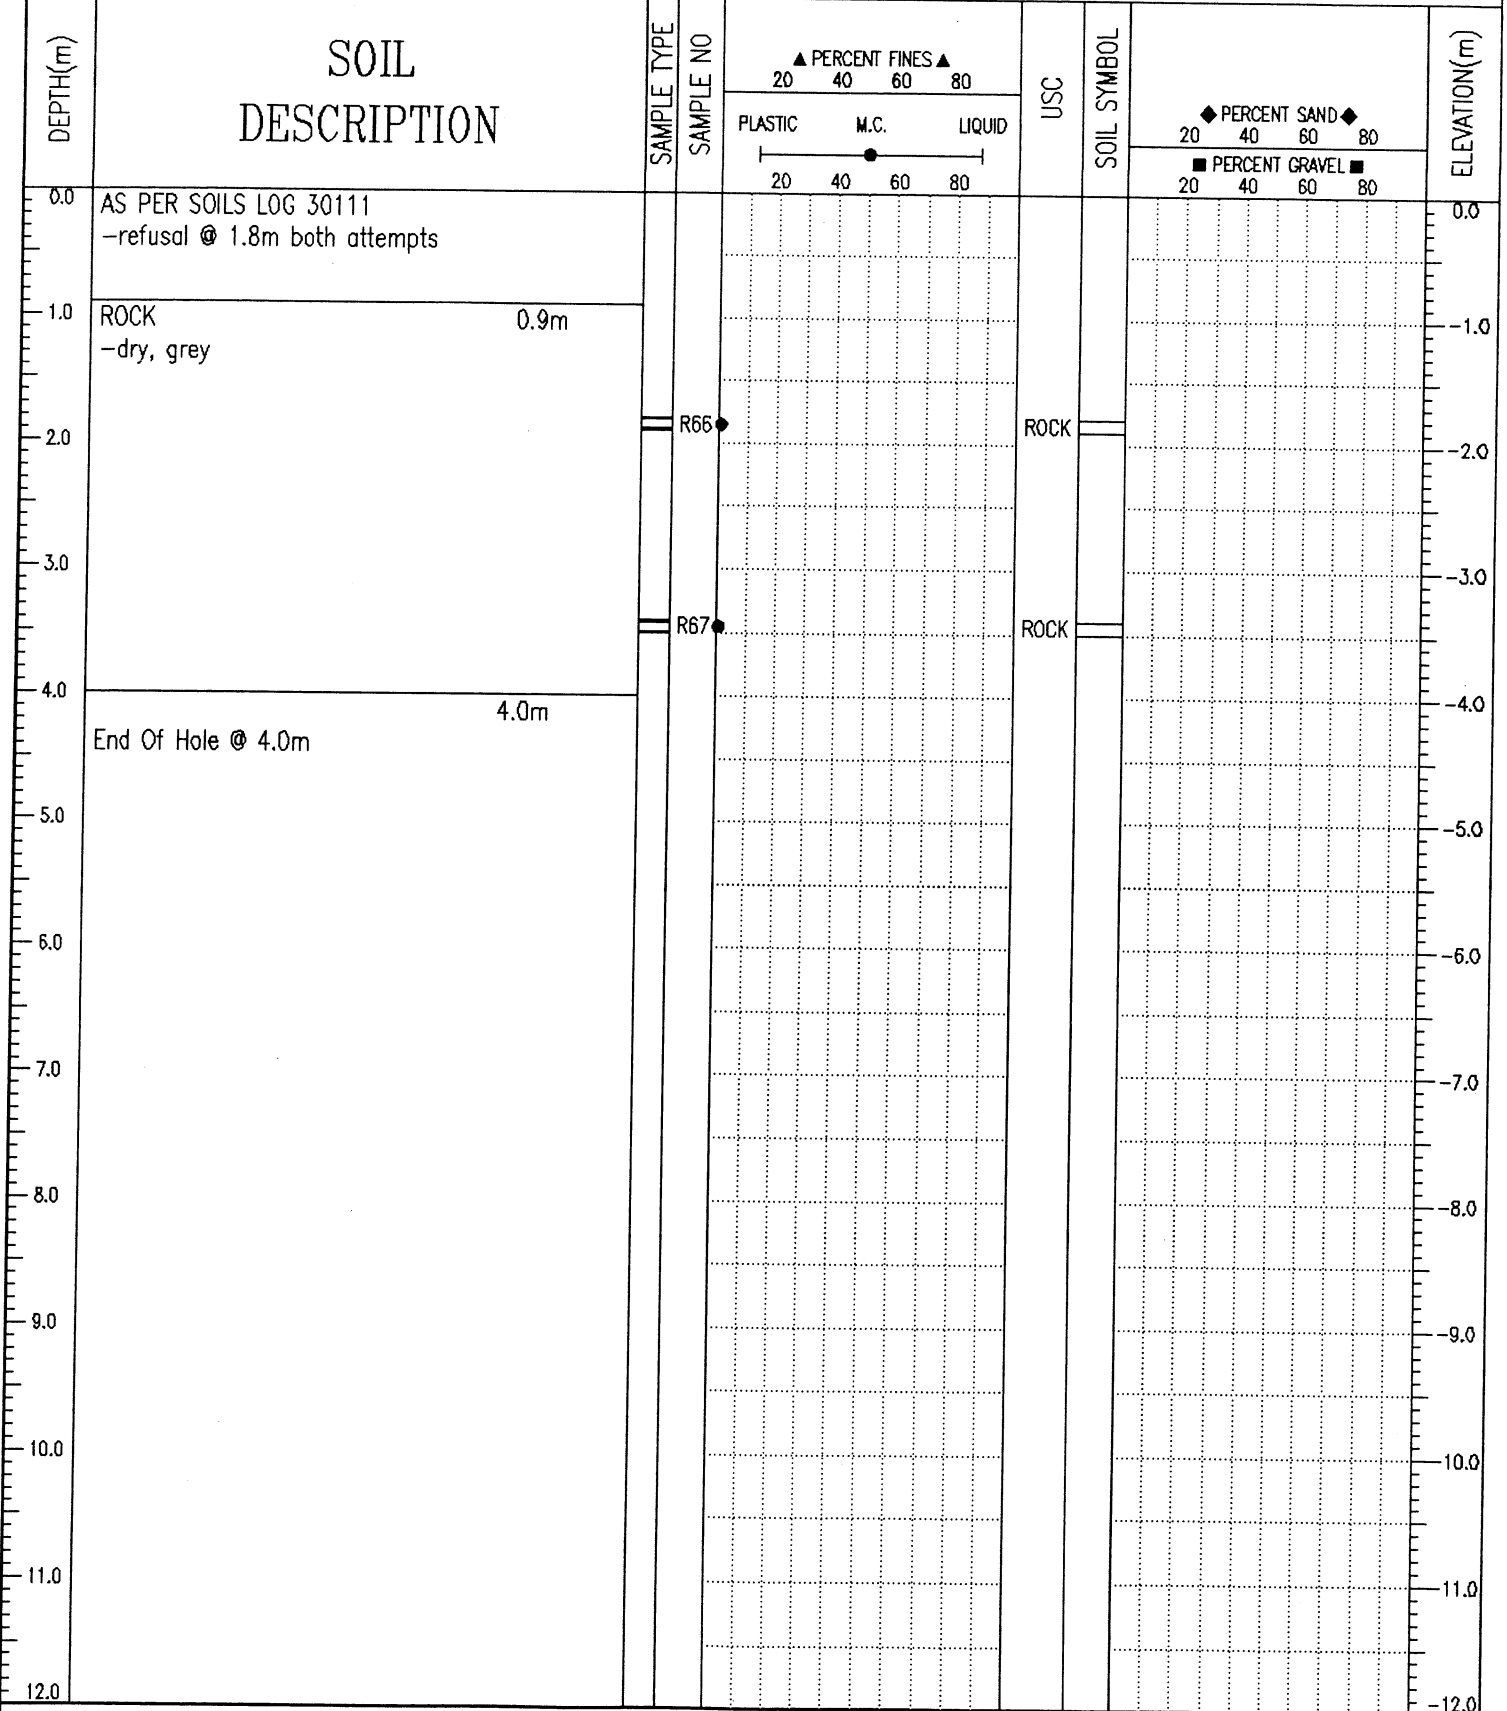 DEPTH(m)
SOIL
DESCRIPTION
SAMPLE TYPE
SAMPLE NO
▲ PERCENT FINES ▲
20 40 60 80
PLASTIC M.C. LIQUID
20 40 60 80
USC
SOIL SYMBOL
◆ PERCENT SAND ◆
20 40 60 80
■ PERCENT GRAVEL ■
20 40 60 80
ELEVATION(m)
0.0
AS PER SOILS LOG 30111
0.0
-refusal @ 1.8m both attempts
1.0
ROCK 0.9m
-1.0
-dry, grey
R66
ROCK
2.0
-2.0
3.0
-3.0
R67
ROCK
4.0
-4.0
4.0m
End Of Hole @ 4.0m
5.0
-5.0
6.0
-6.0
7.0
-7.0
8.0
-8.0
9.0
-9.0
10.0
-10.0
11.0
-11.0
12.0
-12.0